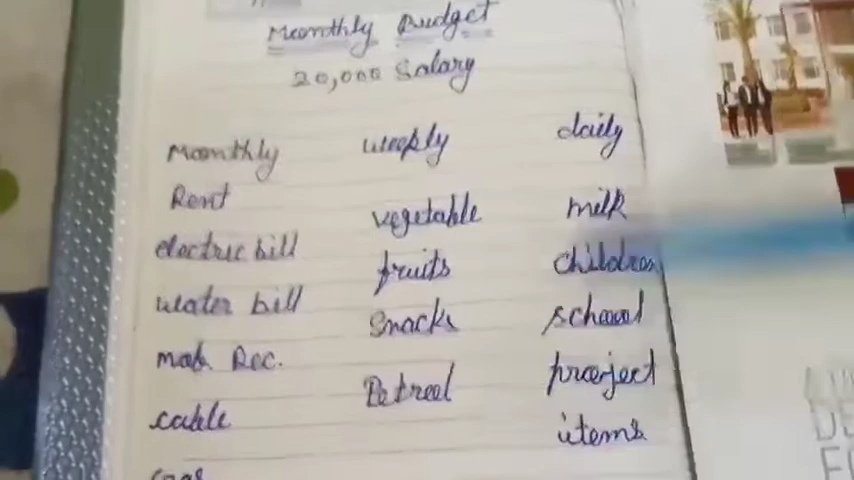 Monthly Budget
20,000 Salary
Monthly weekly daily
Rent vegetable milk
electric bill fruits children
water bill Snacks school
mob. Rec. Petrol project
cable items